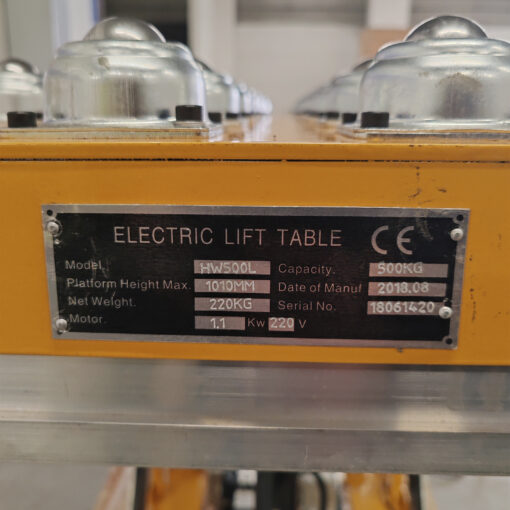 ELECTRIC LIFT TABLE CE
Model. HW500L Capacity. 500KG
Platform Height Max. 1010MM Date of Manuf 2018.08
Net Weight. 220KG Serial No. 18061420
Motor. 1.1 Kw 220 V